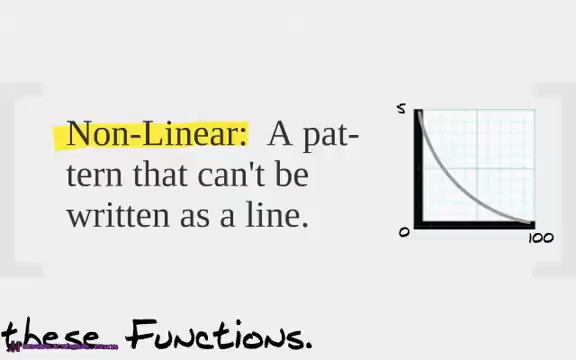 Non-Linear: A pat-
tern that can't be
written as a line.
5
0
100
these Functions.